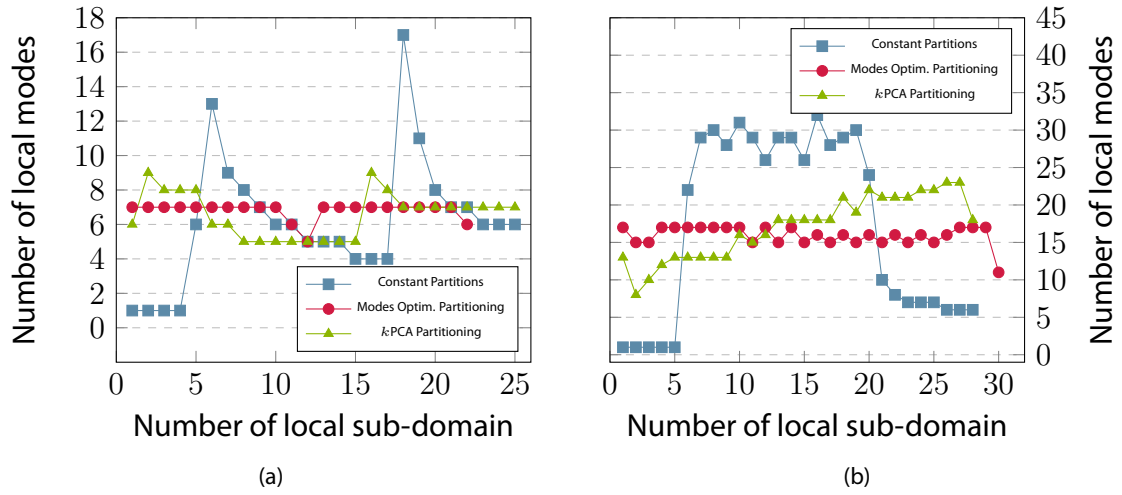 18
16
14
12
10
8
6
4
2
0
Number of local modes
Constant Partitions
Modes Optim. Partitioning
kPCA Partitioning
0 5 10 15 20 25
Number of local sub-domain
(a)
45
40
35
30
25
20
15
10
5
0
Number of local modes
Constant Partitions
Modes Optim. Partitioning
kPCA Partitioning
0 5 10 15 20 25 30
Number of local sub-domain
(b)